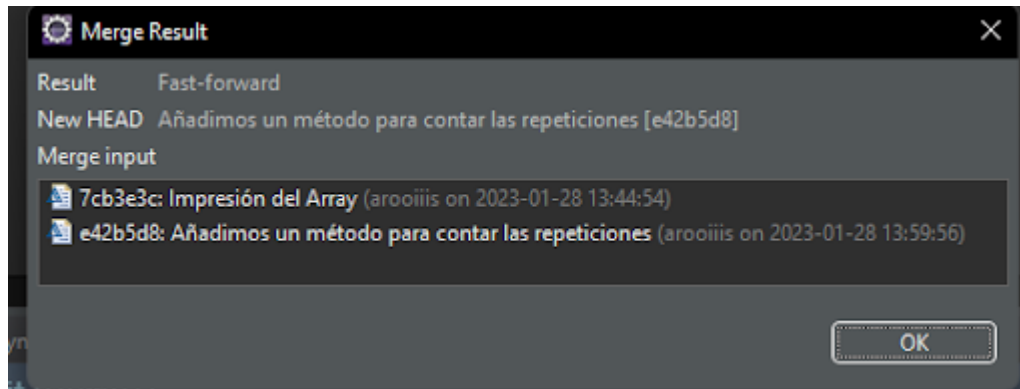 Merge Result
Result Fast-forward
New HEAD Añadimos un método para contar las repeticiones [e42b5d8]
Merge input
7cb3e3c: Impresión del Array (arooiiis on 2023-01-28 13:44:54)
e42b5d8: Añadimos un método para contar las repeticiones (arooiiis on 2023-01-28 13:59:56)
OK